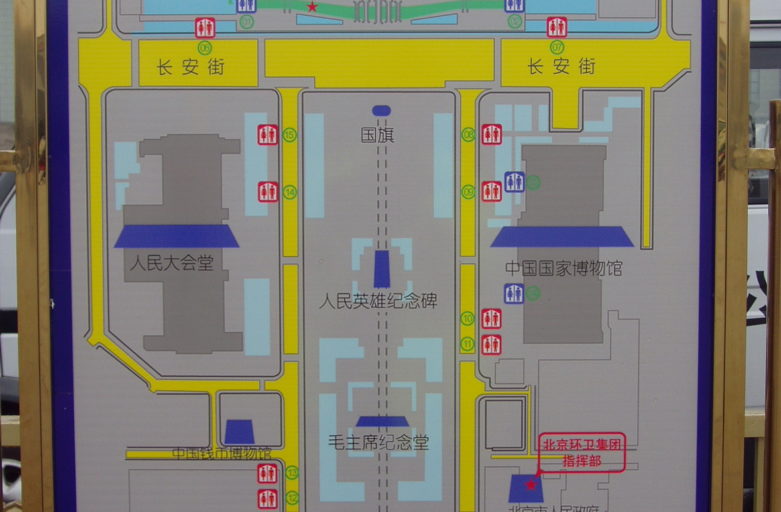 01
02
06
07
长安街
长安街
国旗
15
08
14
09
人民大会堂
中国国家博物馆
人民英雄纪念碑
10
11
毛主席纪念堂
中国钱币博物馆
北京环卫集团
指挥部
13
12
北京市人民政府